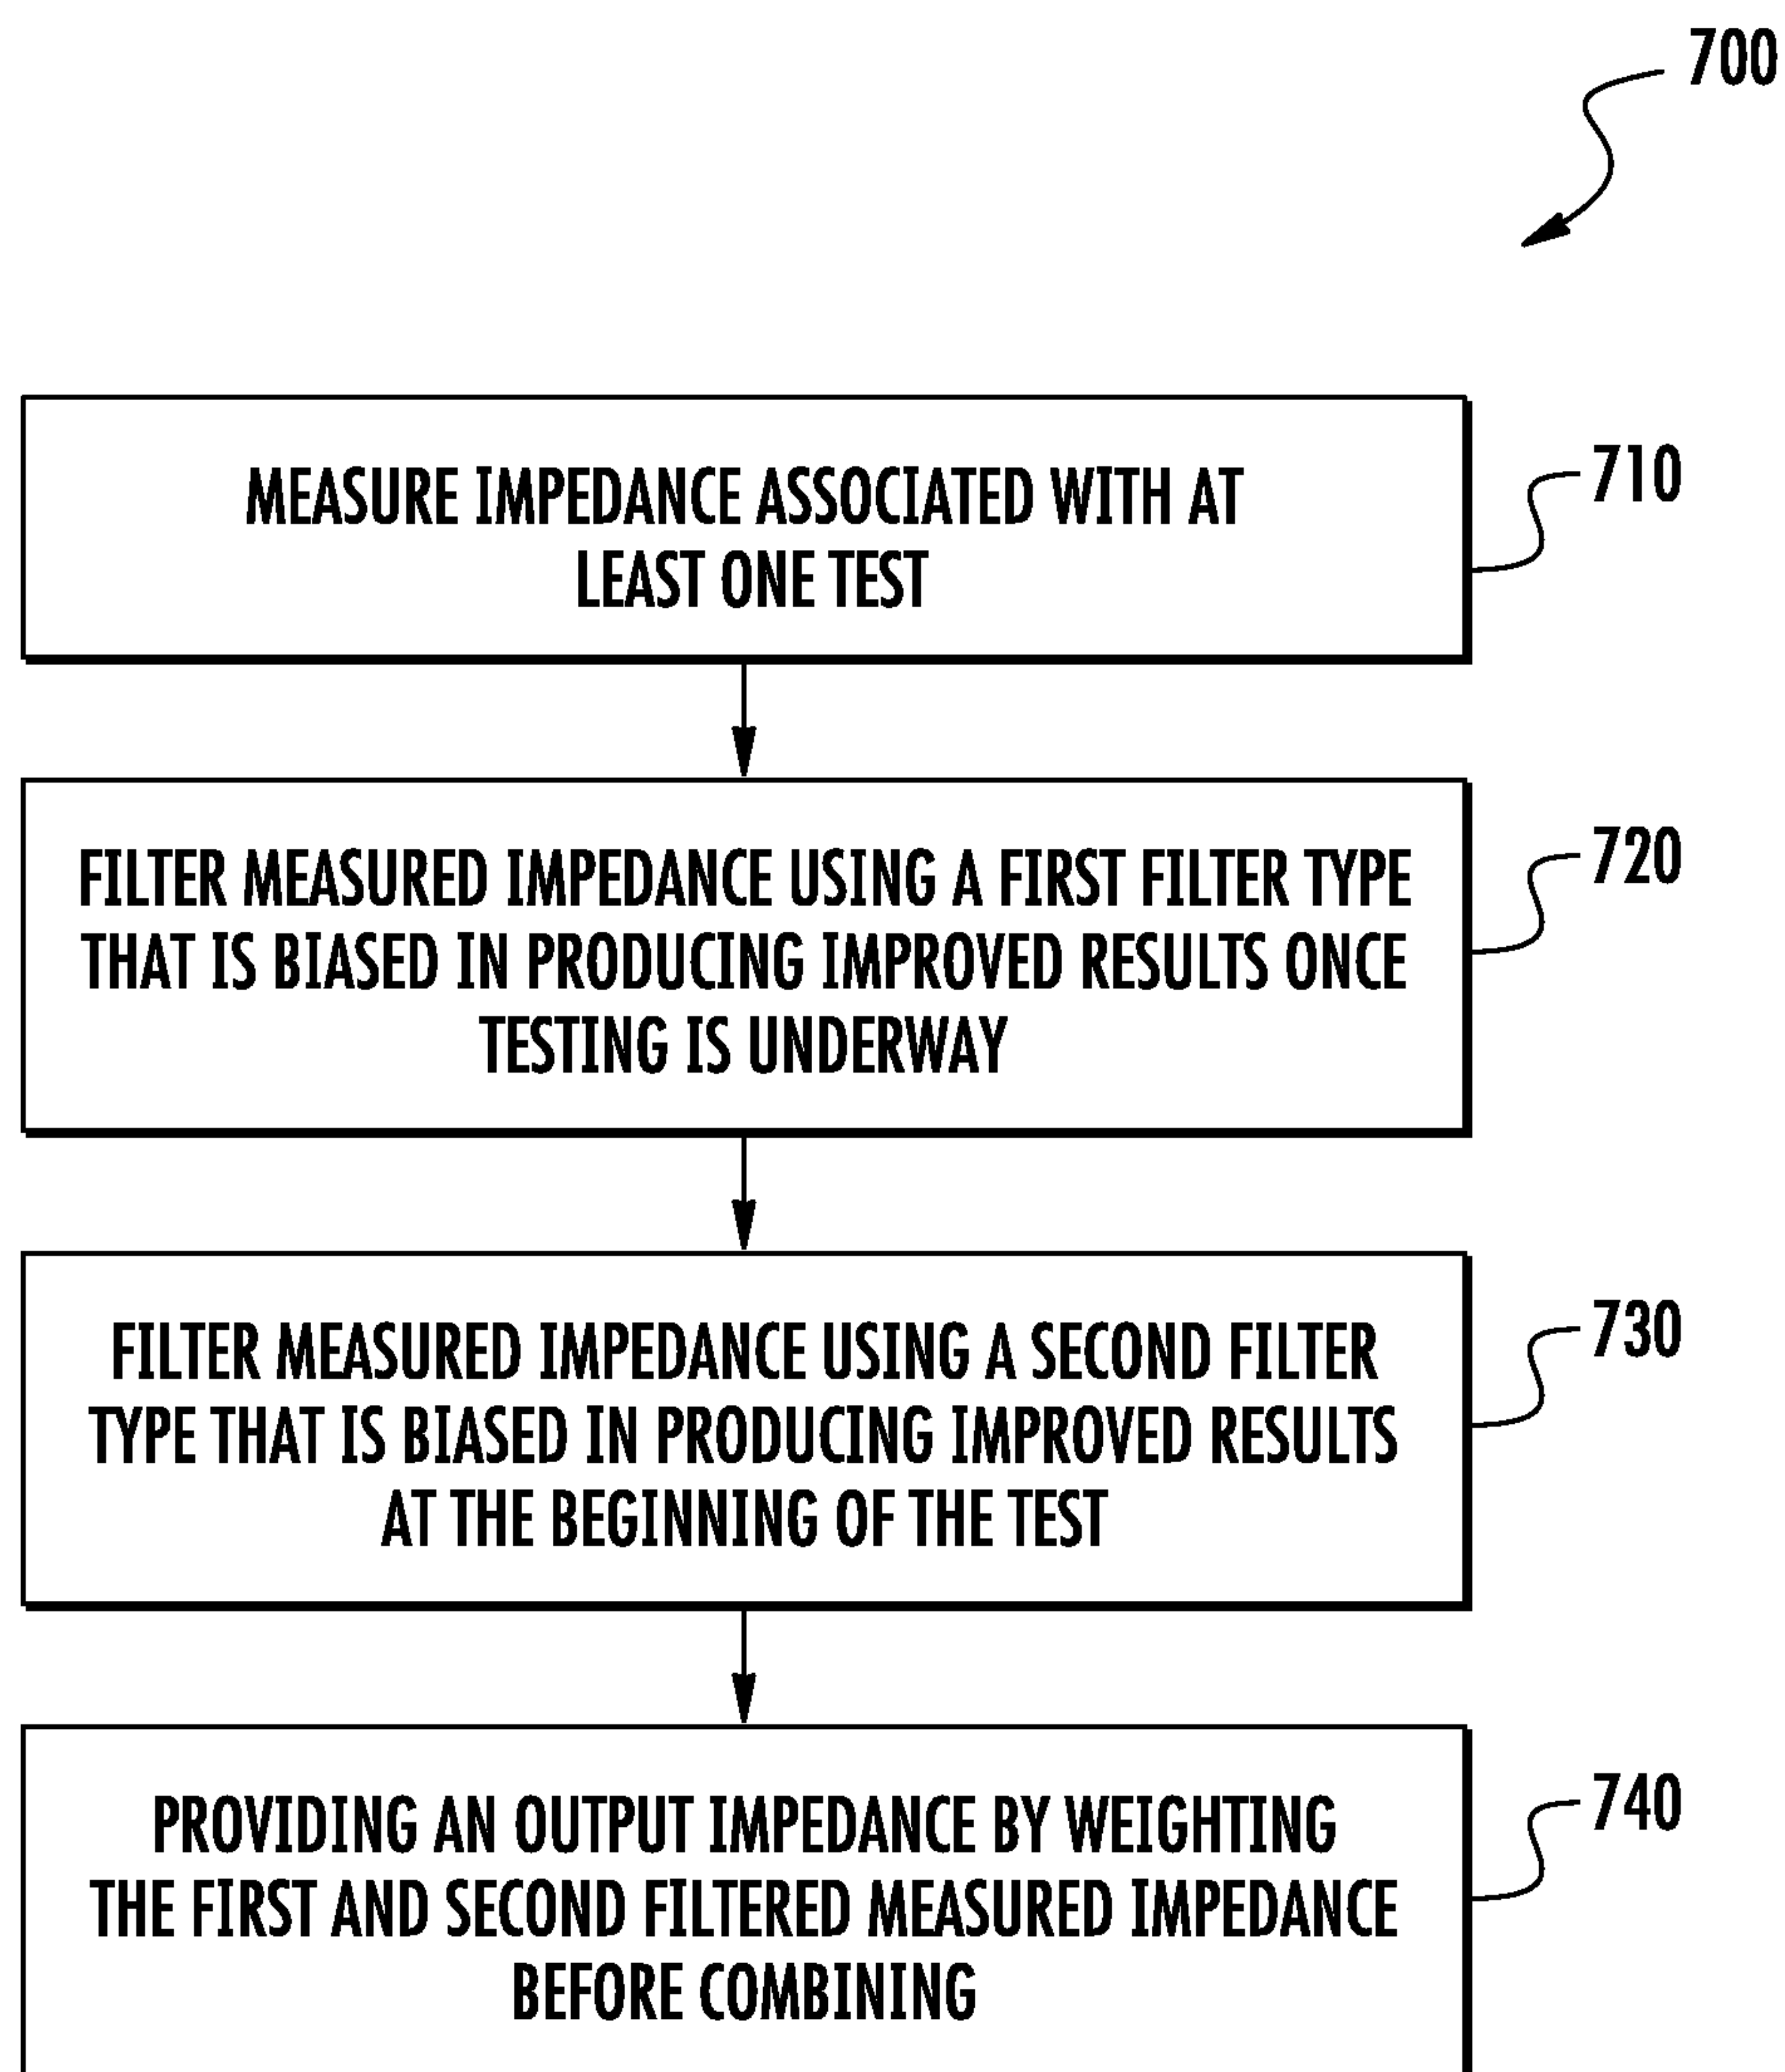 700
MEASURE IMPEDANCE ASSOCIATED WITH AT
LEAST ONE TEST
710
FILTER MEASURED IMPEDANCE USING A FIRST FILTER TYPE
THAT IS BIASED IN PRODUCING IMPROVED RESULTS ONCE
TESTING IS UNDERWAY
720
FILTER MEASURED IMPEDANCE USING A SECOND FILTER
TYPE THAT IS BIASED IN PRODUCING IMPROVED RESULTS
AT THE BEGINNING OF THE TEST
730
PROVIDING AN OUTPUT IMPEDANCE BY WEIGHTING
THE FIRST AND SECOND FILTERED MEASURED IMPEDANCE
BEFORE COMBINING
740